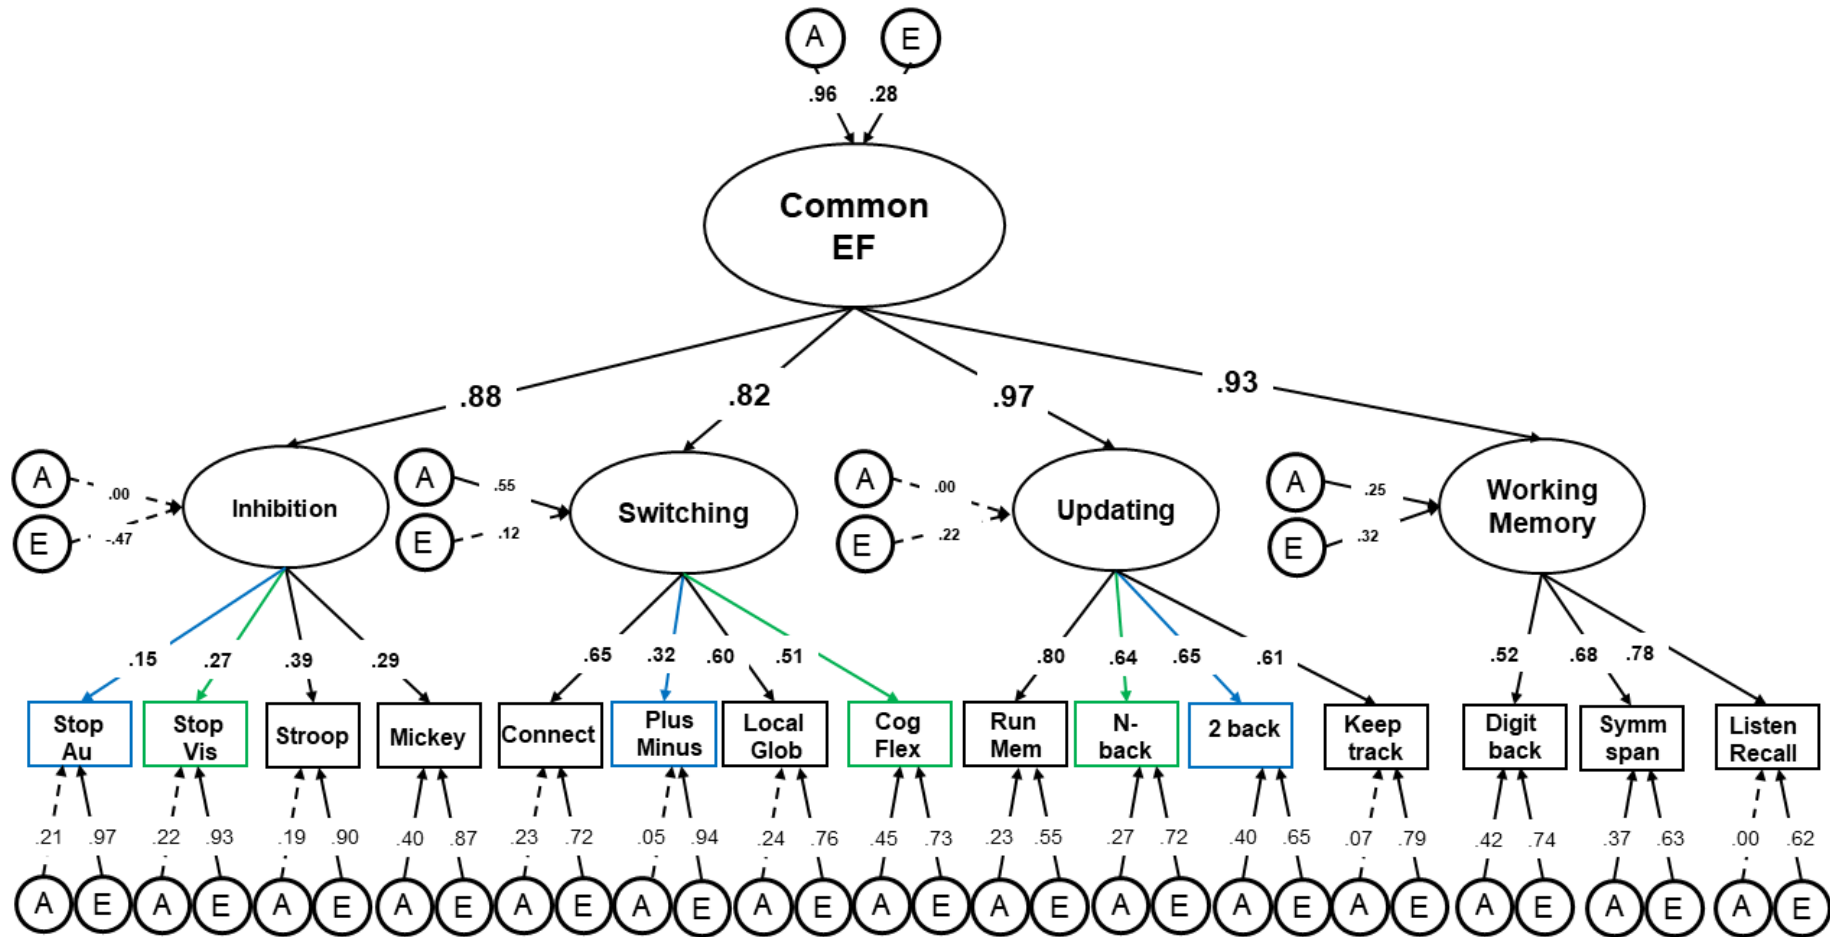 A E
.96 .28
Common
EF
.88 .82 .97 .93
A .00
E -.47
Inhibition
A .55
E .12
Switching
A .00
E .22
Updating
A .25
E .32
Working
Memory
.15 .27 .39 .29 .65 .32 .60 .51 .80 .64 .65 .61 .52 .68 .78
Stop
Au
Stop
Vis
Stroop
Mickey
Connect
Plus
Minus
Local
Glob
Cog
Flex
Run
Mem
N-
back
2 back
Keep
track
Digit
back
Symm
span
Listen
Recall
.21 .97 .22 .93 .19 .90 .40 .87 .23 .72 .05 .94 .24 .76 .45 .73 .23 .55 .27 .72 .40 .65 .07 .79 .42 .74 .37 .63 .00 .62
A E A E A E A E A E A E A E A E A E A E A E A E A E A E A E